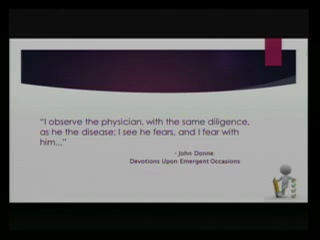 "I observe the physician, with the same diligence,
as he the disease; I see he fears, and I fear with
him..."
- John Donne
Devotions Upon Emergent Occasions